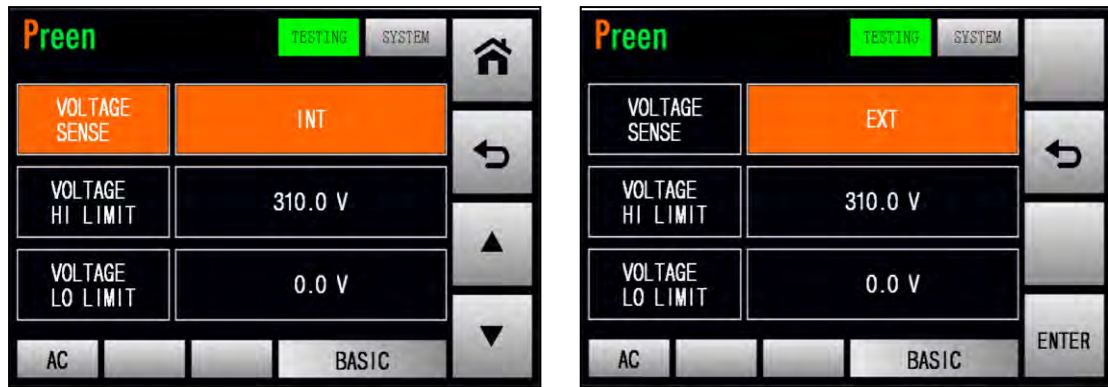 Preen
TESTING
SYSTEM
VOLTAGE
SENSE
INT
VOLTAGE
HI LIMIT
310.0 V
VOLTAGE
LO LIMIT
0.0 V
AC
BASIC
Preen
TESTING
SYSTEM
VOLTAGE
SENSE
EXT
VOLTAGE
HI LIMIT
310.0 V
VOLTAGE
LO LIMIT
0.0 V
AC
BASIC
ENTER